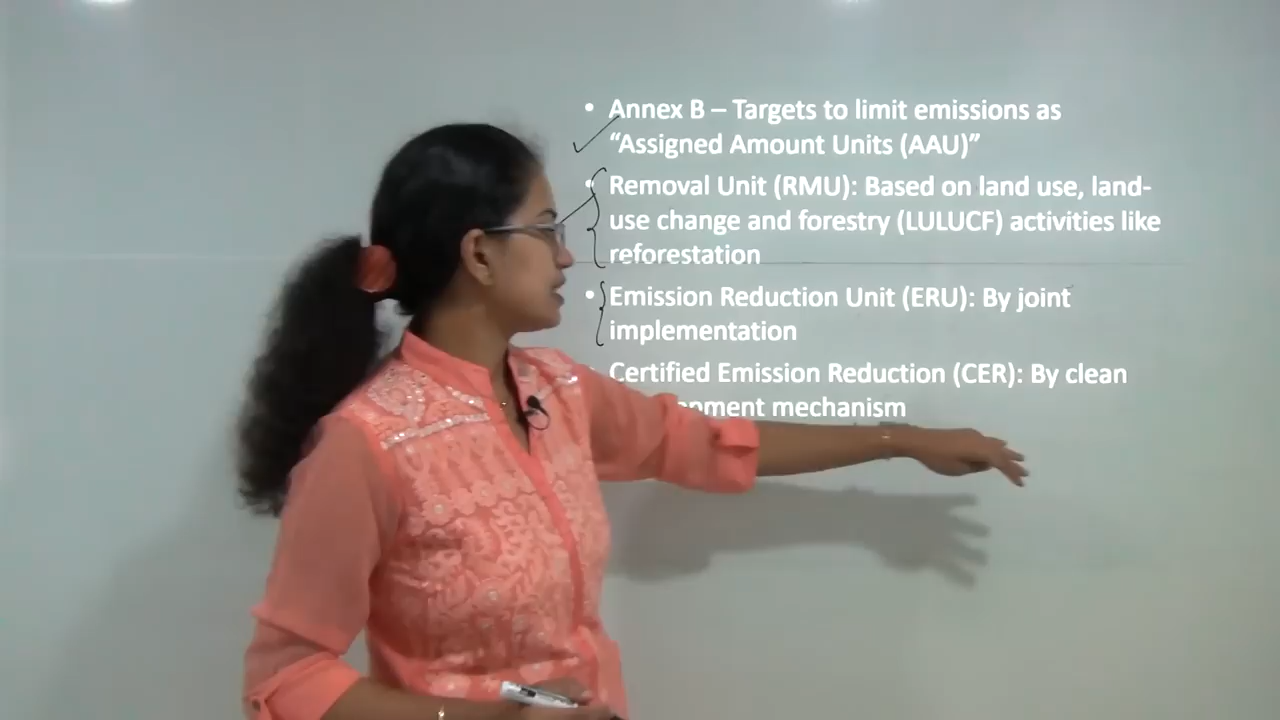 • Annex B – Targets to limit emissions as
“Assigned Amount Units (AAU)”
• Removal Unit (RMU): Based on land use, land-
use change and forestry (LULUCF) activities like
reforestation
• Emission Reduction Unit (ERU): By joint
implementation
• Certified Emission Reduction (CER): By clean
mechanism